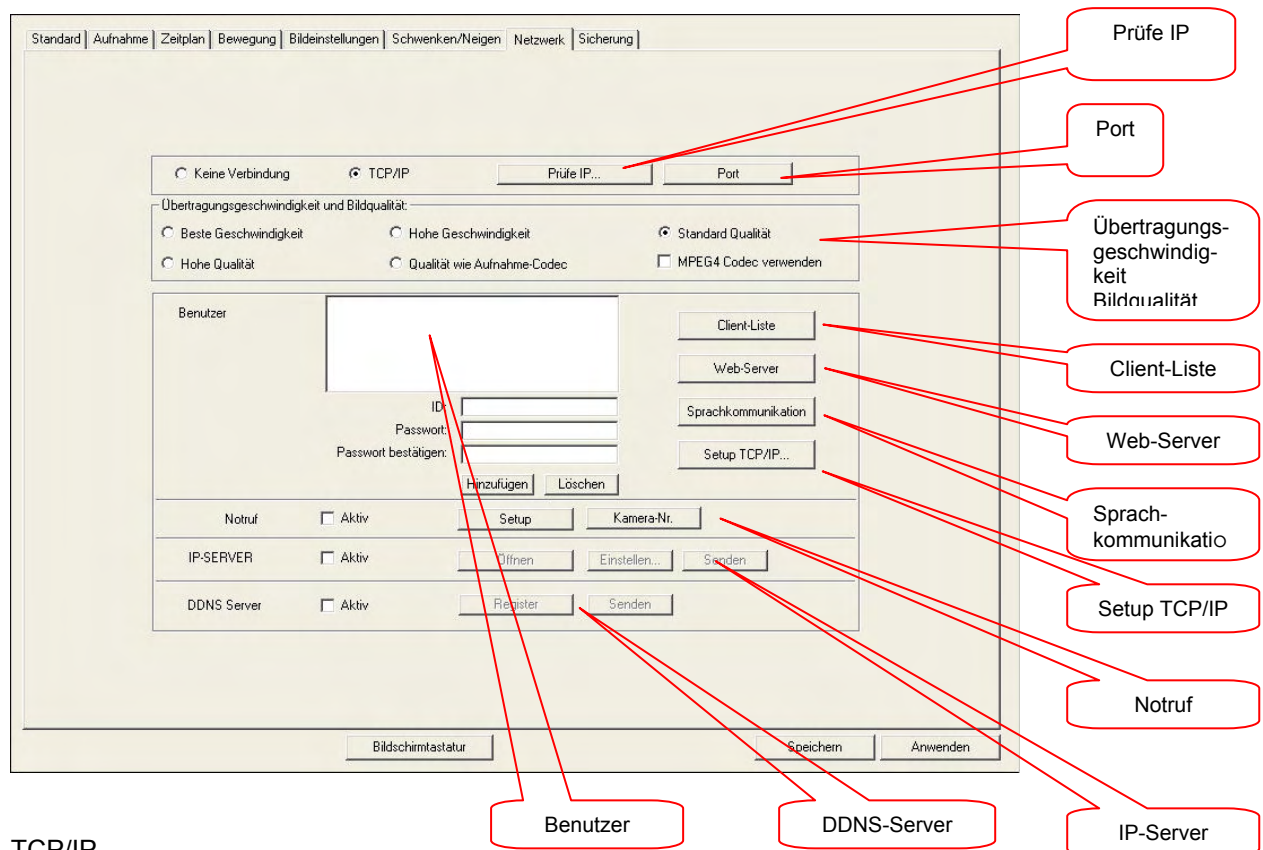 Standard Aufnahme Zeitplan Bewegung Bildeinstellungen Schwenken/Neigen Netzwerk Sicherung
Prüfe IP
Port
Keine Verbindung TCP/IP Prüfe IP... Port
Übertragungsgeschwindigkeit und Bildqualität:
Beste Geschwindigkeit Hohe Geschwindigkeit Standard Qualität
Hohe Qualität Qualität wie Aufnahme-Codec MPEG4 Codec verwenden
Übertragungs-
geschwindig-
keit
Bildqualität
Benutzer
Client-Liste
Web-Server
ID:
Sprachkommunikation
Passwort:
Passwort bestätigen:
Setup TCP/IP...
Hinzufügen Löschen
Client-Liste
Web-Server
Sprach-
kommunikatio
Notruf Aktiv Setup Kamera-Nr.
IP-SERVER Aktiv Öffnen Einstellen... Senden
DDNS Server Aktiv Register Senden
Setup TCP/IP
Notruf
Bildschirmtastatur Speichern Anwenden
Benutzer
DDNS-Server
IP-Server
TCP/IP